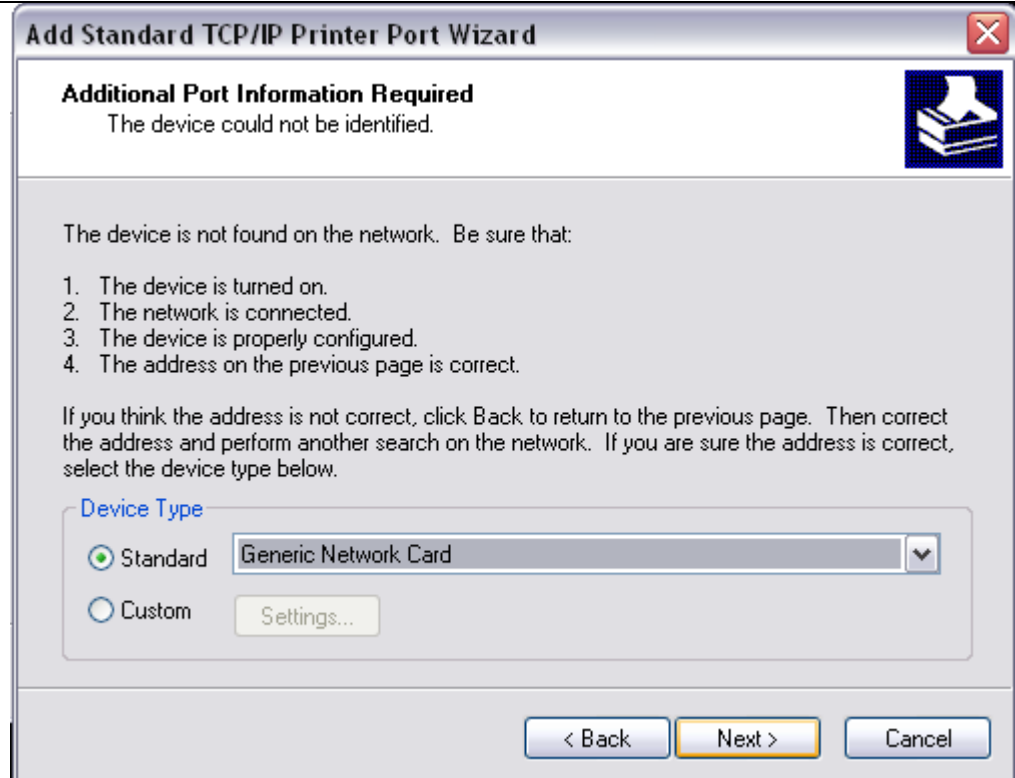 Add Standard TCP/IP Printer Port Wizard
Additional Port Information Required
The device could not be identified.
The device is not found on the network.  Be sure that:
1.  The device is turned on.
2.  The network is connected.
3.  The device is properly configured.
4.  The address on the previous page is correct.
If you think the address is not correct, click Back to return to the previous page.  Then correct
the address and perform another search on the network.  If you are sure the address is correct,
select the device type below.
Device Type
Standard
Generic Network Card
Custom
Settings...
< Back
Next >
Cancel